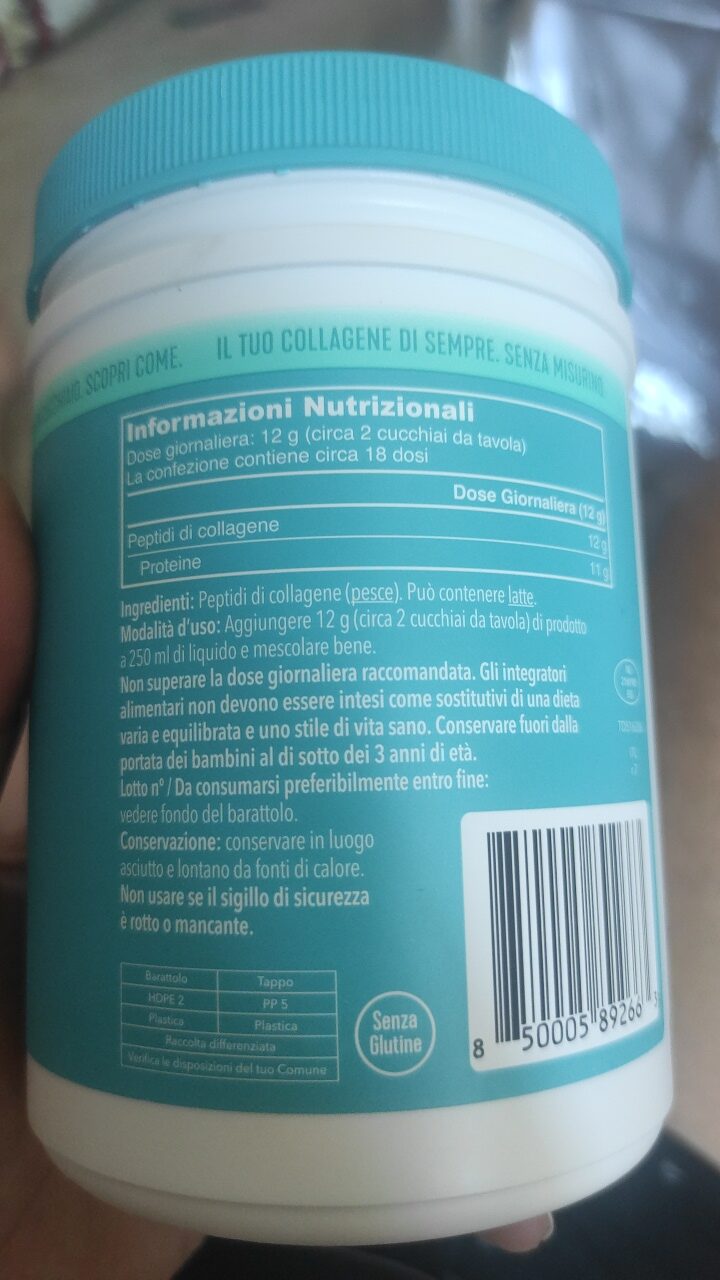 SCOPRI COME. IL TUO COLLAGENE DI SEMPRE. SENZA MISURINO.
Informazioni Nutrizionali
Dose giornaliera: 12 g (circa 2 cucchiai da tavola)
La confezione contiene circa 18 dosi
Dose Giornaliera (12 g)
Peptidi di collagene 12 g
Proteine 11 g
Ingredienti: Peptidi di collagene (pesce). Può contenere latte.
Modalità d'uso: Aggiungere 12 g (circa 2 cucchiai da tavola) di prodotto
a 250 ml di liquido e mescolare bene.
Non superare la dose giornaliera raccomandata. Gli integratori
alimentari non devono essere intesi come sostitutivi di una dieta
varia e equilibrata e uno stile di vita sano. Conservare fuori dalla
portata dei bambini al di sotto dei 3 anni di età.
Lotto n° / Da consumarsi preferibilmente entro fine:
vedere fondo del barattolo.
Conservazione: conservare in luogo
asciutto e lontano da fonti di calore.
Non usare se il sigillo di sicurezza
è rotto o mancante.
Barattolo Tappo
HDPE 2 PP 5
Plastica Plastica
Raccolta differenziata
Verifica le disposizioni del tuo Comune
Senza
Glutine
8 50005 89266 3